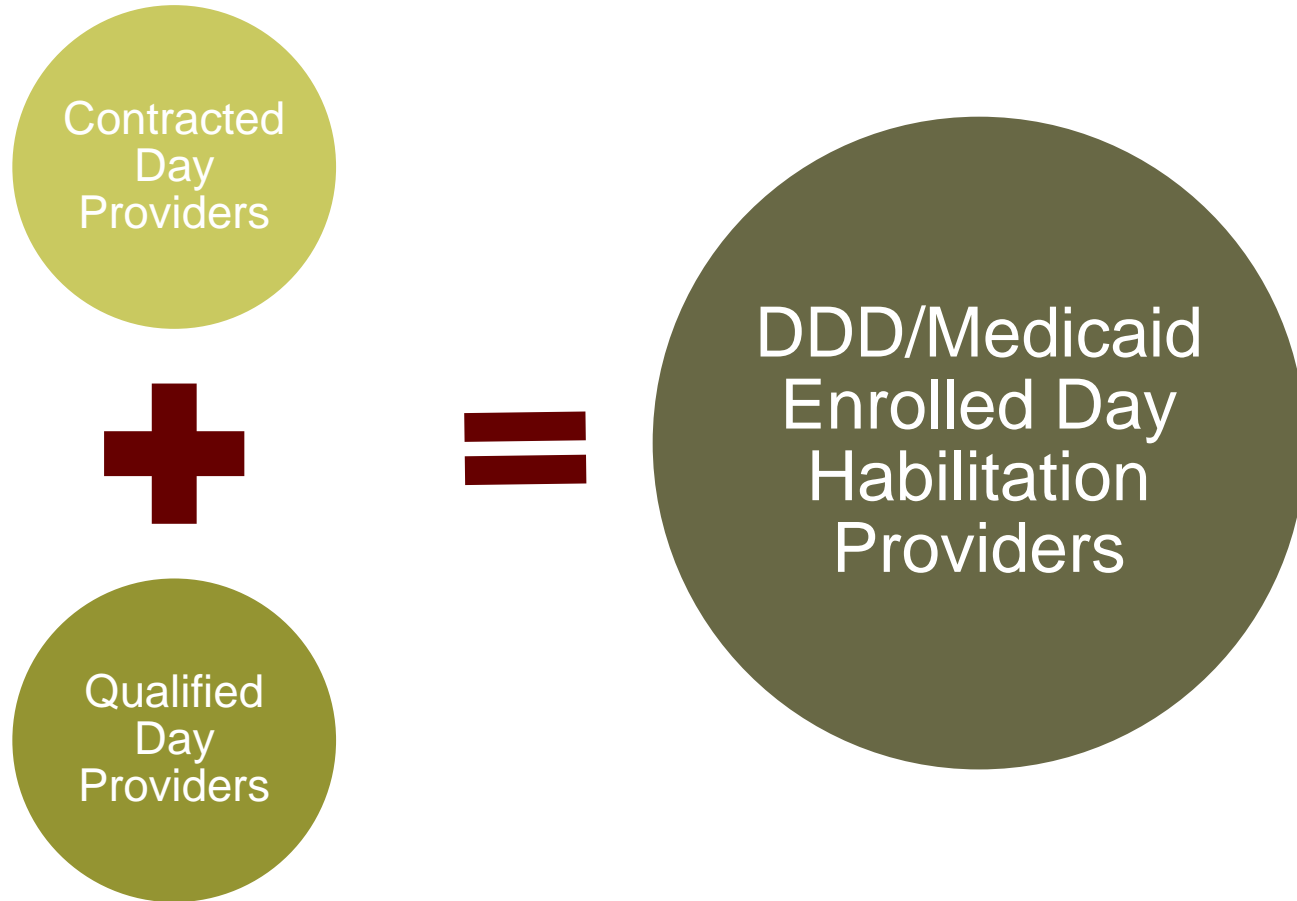 Contracted
Day
Providers
Qualified
Day
Providers
DDD/Medicaid
Enrolled Day
Habilitation
Providers